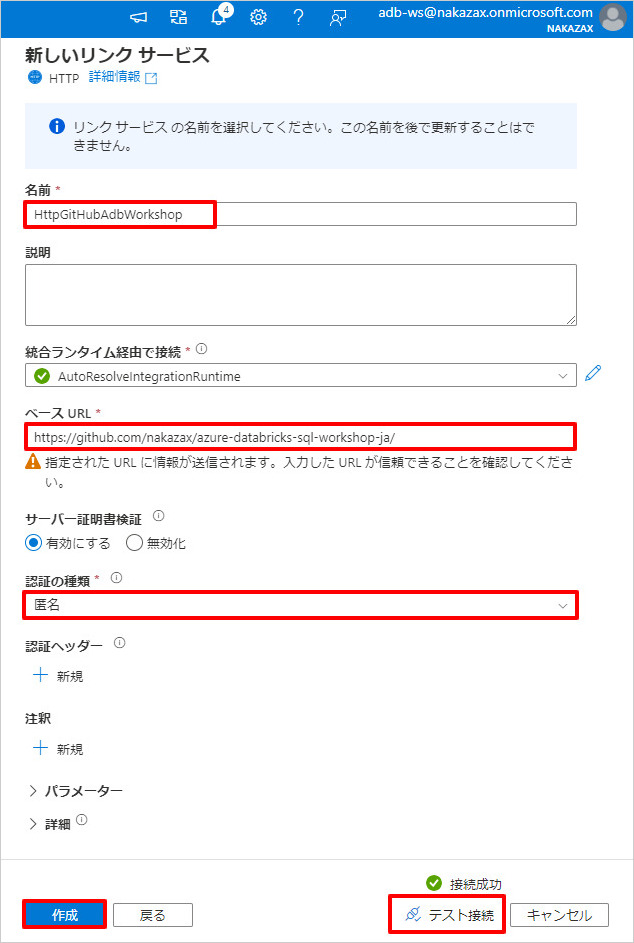 4
adb-ws@nakazax.onmicrosoft.com
NAKAZAX
新しいリンク サービス
HTTP 詳細情報
リンク サービス の名前を選択してください。この名前を後で更新することはで
きません。
名前 *
HttpGitHubAdbWorkshop
説明
統合ランタイム経由で接続 *
AutoResolveIntegrationRuntime
ベース URL *
https://github.com/nakazax/azure-databricks-sql-workshop-ja/
指定された URL に情報が送信されます。入力した URL が信頼できることを確認してくださ
い。
サーバー証明書検証
有効にする 無効化
認証の種類 *
匿名
認証ヘッダー
新規
注釈
新規
パラメーター
詳細
接続成功
作成 戻る テスト接続 キャンセル